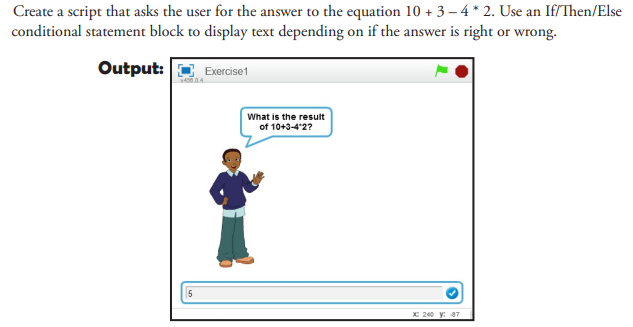 Create a script that asks the user for the answer to the equation 10 + 3 – 4 * 2. Use an If/Then/Else
conditional statement block to display text depending on if the answer is right or wrong.
Output:
Exercise1
v456.0.4
What is the result
of 10+3-4*2?
5
X: 240 y: -87